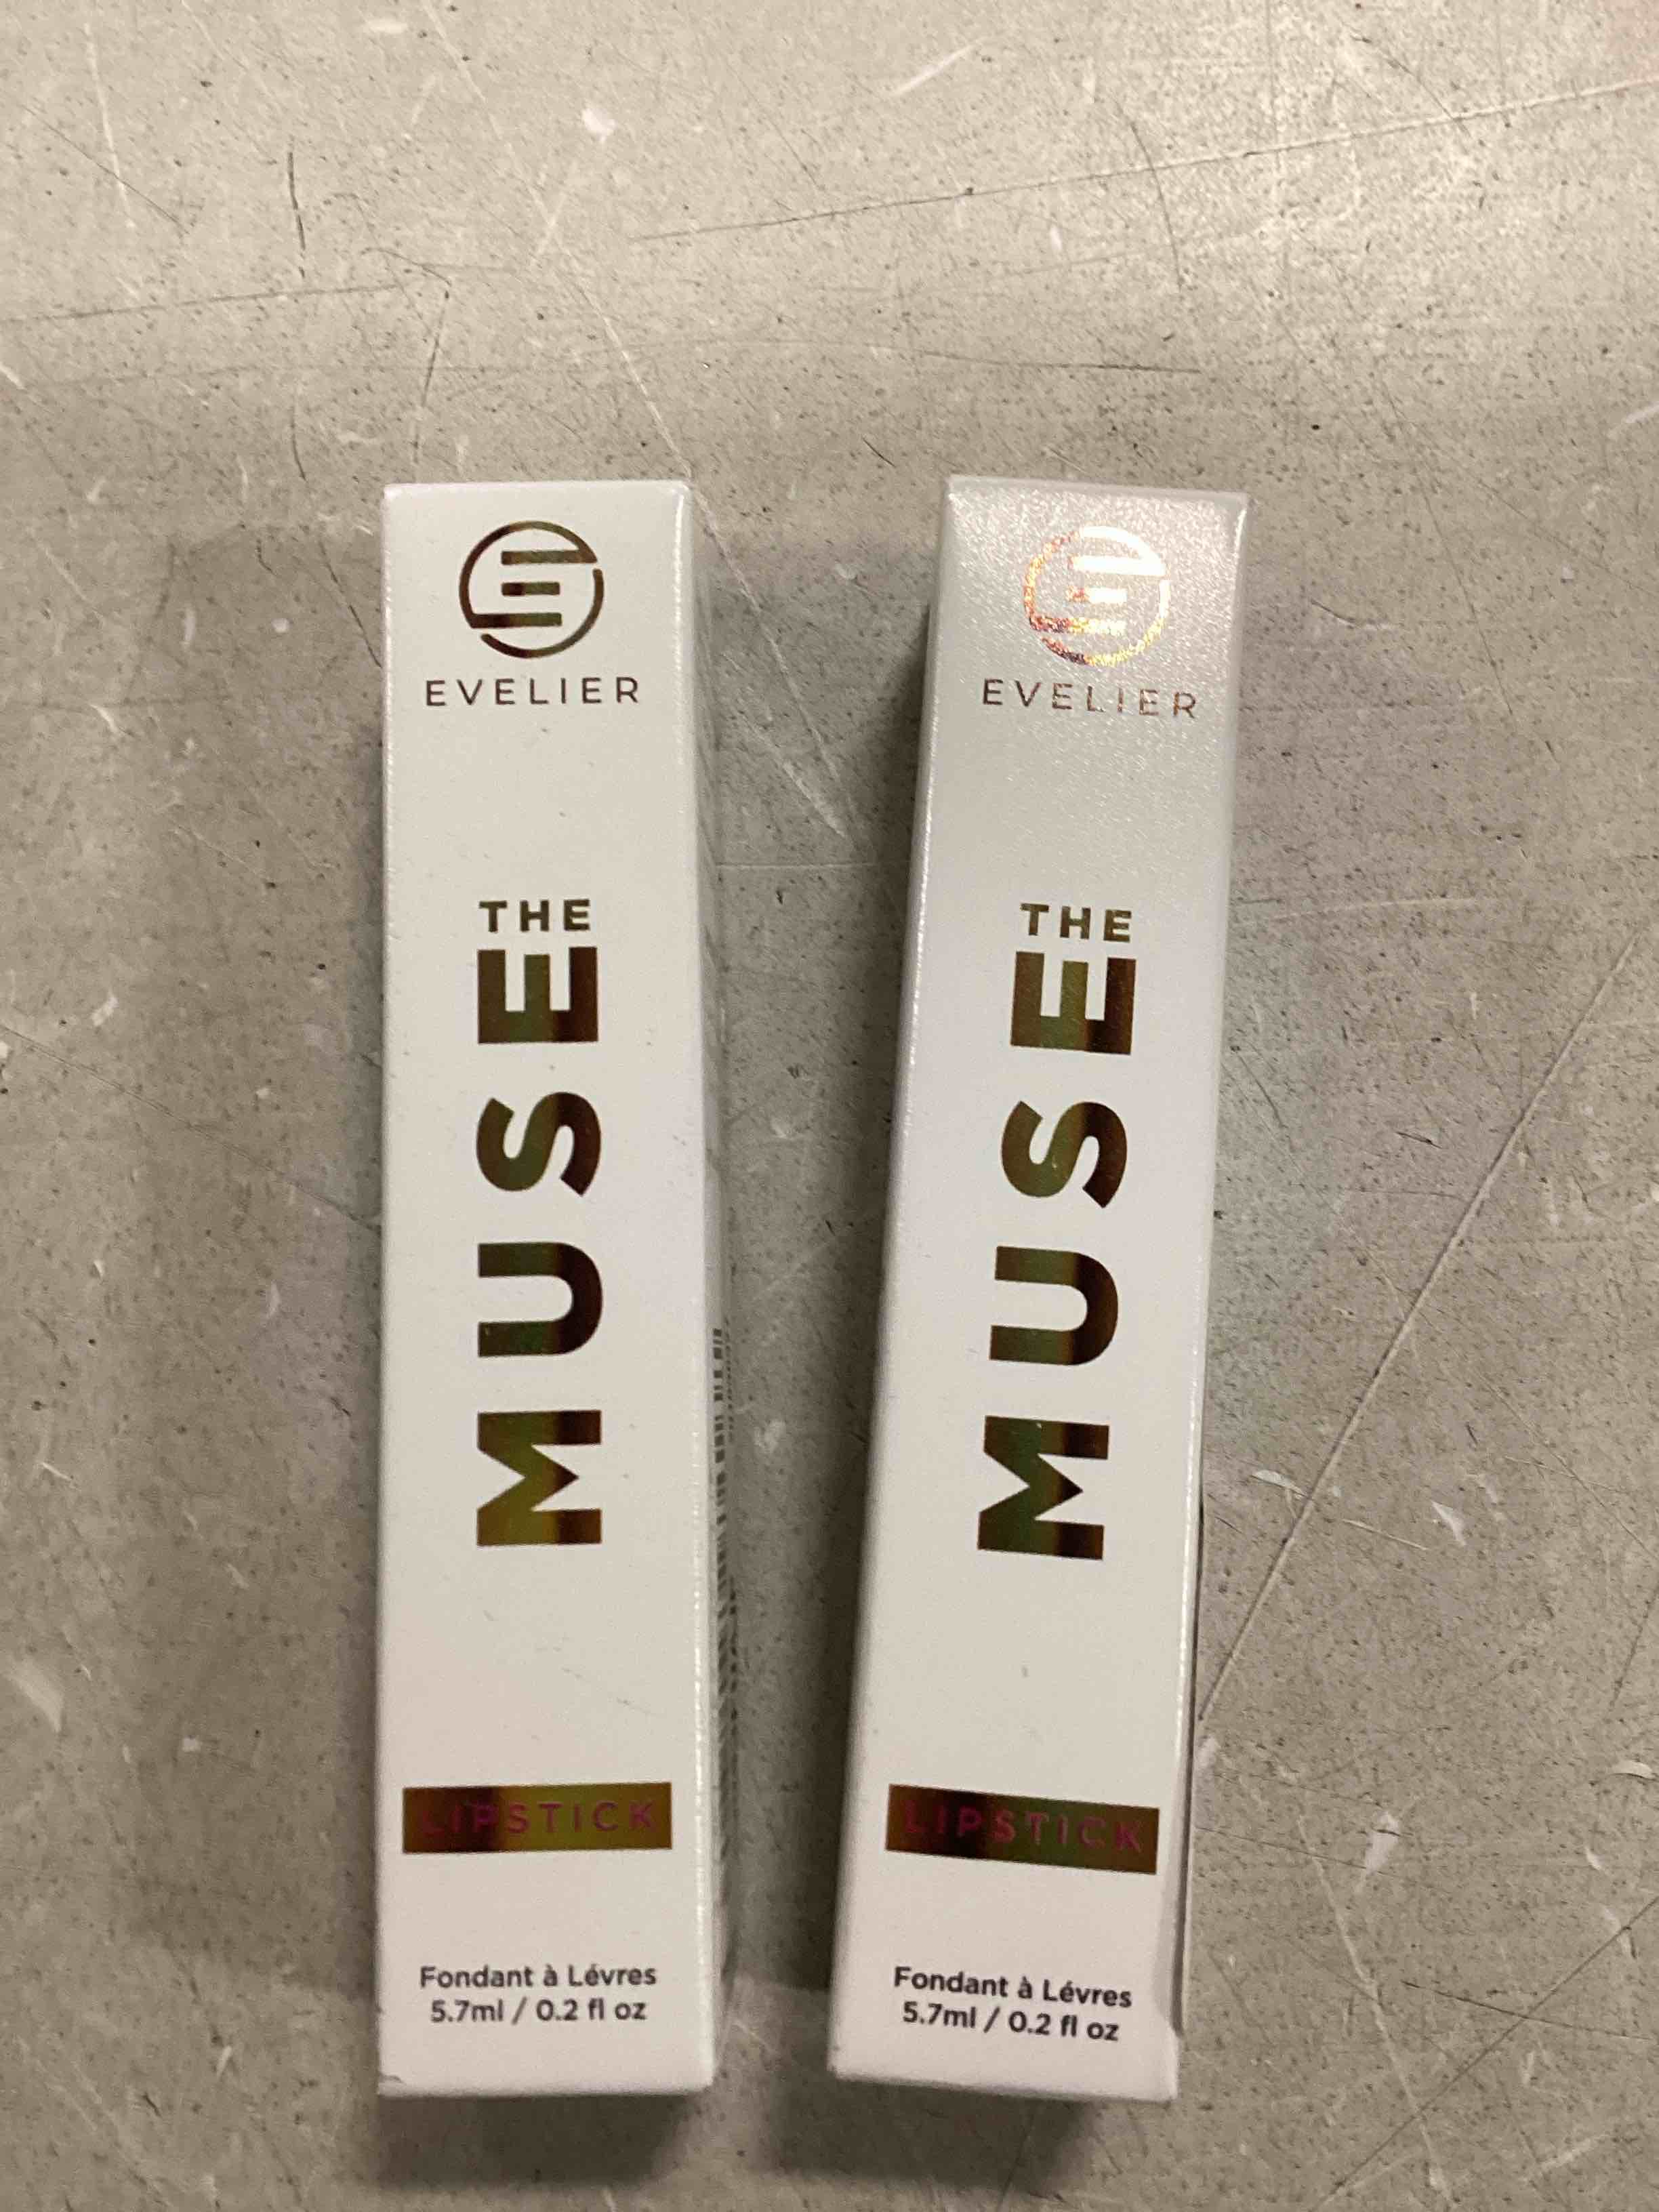 EVELIER
THE
MUSE
LIPSTICK
Fondant à Lévres
5.7ml / 0.2 fl oz
EVELIER
THE
MUSE
LIPSTICK
Fondant à Lévres
5.7ml / 0.2 fl oz